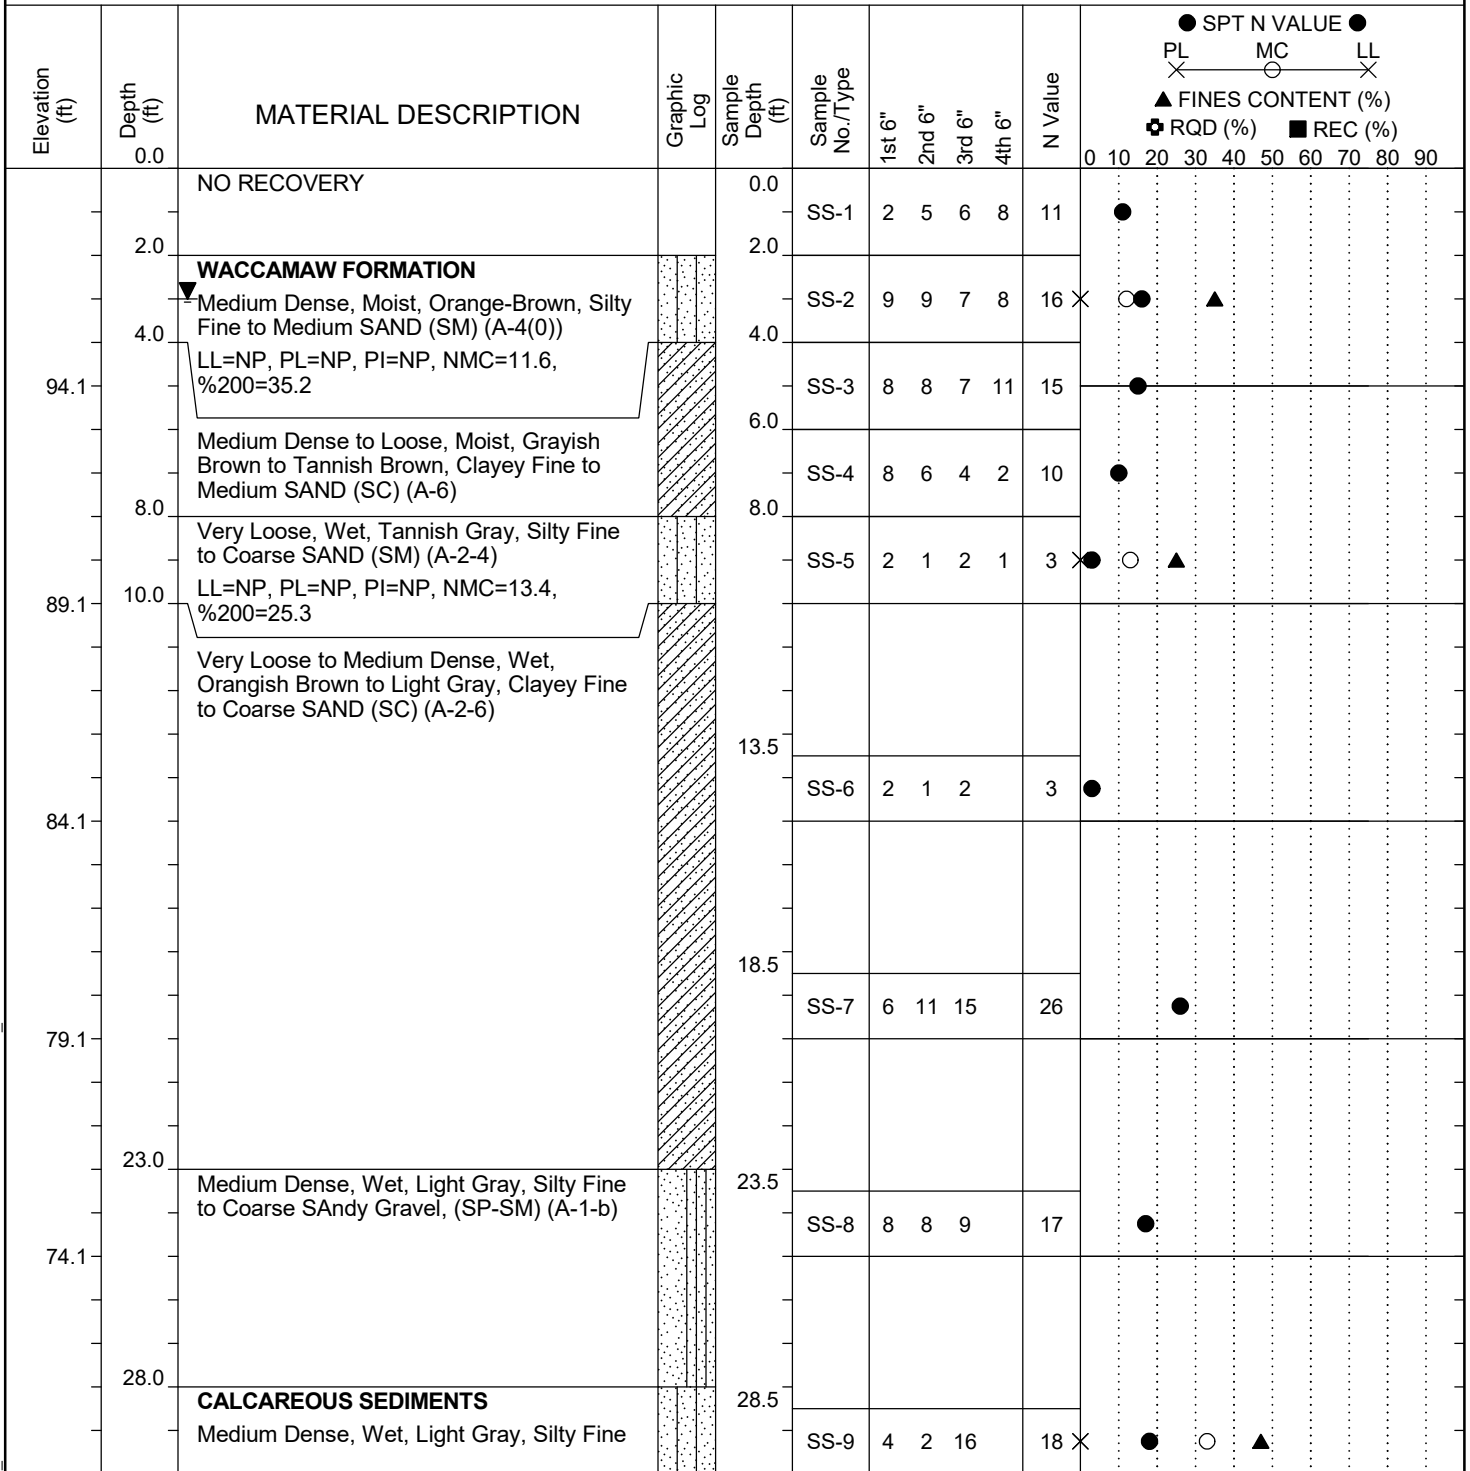 ● SPT N VALUE ●
PL MC LL
▲ FINES CONTENT (%)
RQD (%) ■ REC (%)
0 10 20 30 40 50 60 70 80 90
Elevation (ft)
Depth (ft)
0.0
MATERIAL DESCRIPTION
Graphic Log
Sample Depth (ft)
Sample No./Type
1st 6"
2nd 6"
3rd 6"
4th 6"
N Value
NO RECOVERY
0.0
SS-1 2 5 6 8 11
2.0 2.0
WACCAMAW FORMATION
Medium Dense, Moist, Orange-Brown, Silty
Fine to Medium SAND (SM) (A-4(0))
SS-2 9 9 7 8 16
4.0 4.0
LL=NP, PL=NP, PI=NP, NMC=11.6,
%200=35.2
94.1
SS-3 8 8 7 11 15
6.0
Medium Dense to Loose, Moist, Grayish
Brown to Tannish Brown, Clayey Fine to
Medium SAND (SC) (A-6)
SS-4 8 6 4 2 10
8.0 8.0
Very Loose, Wet, Tannish Gray, Silty Fine
to Coarse SAND (SM) (A-2-4)
SS-5 2 1 2 1 3
LL=NP, PL=NP, PI=NP, NMC=13.4,
%200=25.3
89.1 10.0
Very Loose to Medium Dense, Wet,
Orangish Brown to Light Gray, Clayey Fine
to Coarse SAND (SC) (A-2-6)
13.5
SS-6 2 1 2 3
84.1
18.5
SS-7 6 11 15 26
79.1
23.0
Medium Dense, Wet, Light Gray, Silty Fine
to Coarse SAndy Gravel, (SP-SM) (A-1-b)
23.5
SS-8 8 8 9 17
74.1
28.0
CALCAREOUS SEDIMENTS
28.5
Medium Dense, Wet, Light Gray, Silty Fine
SS-9 4 2 16 18